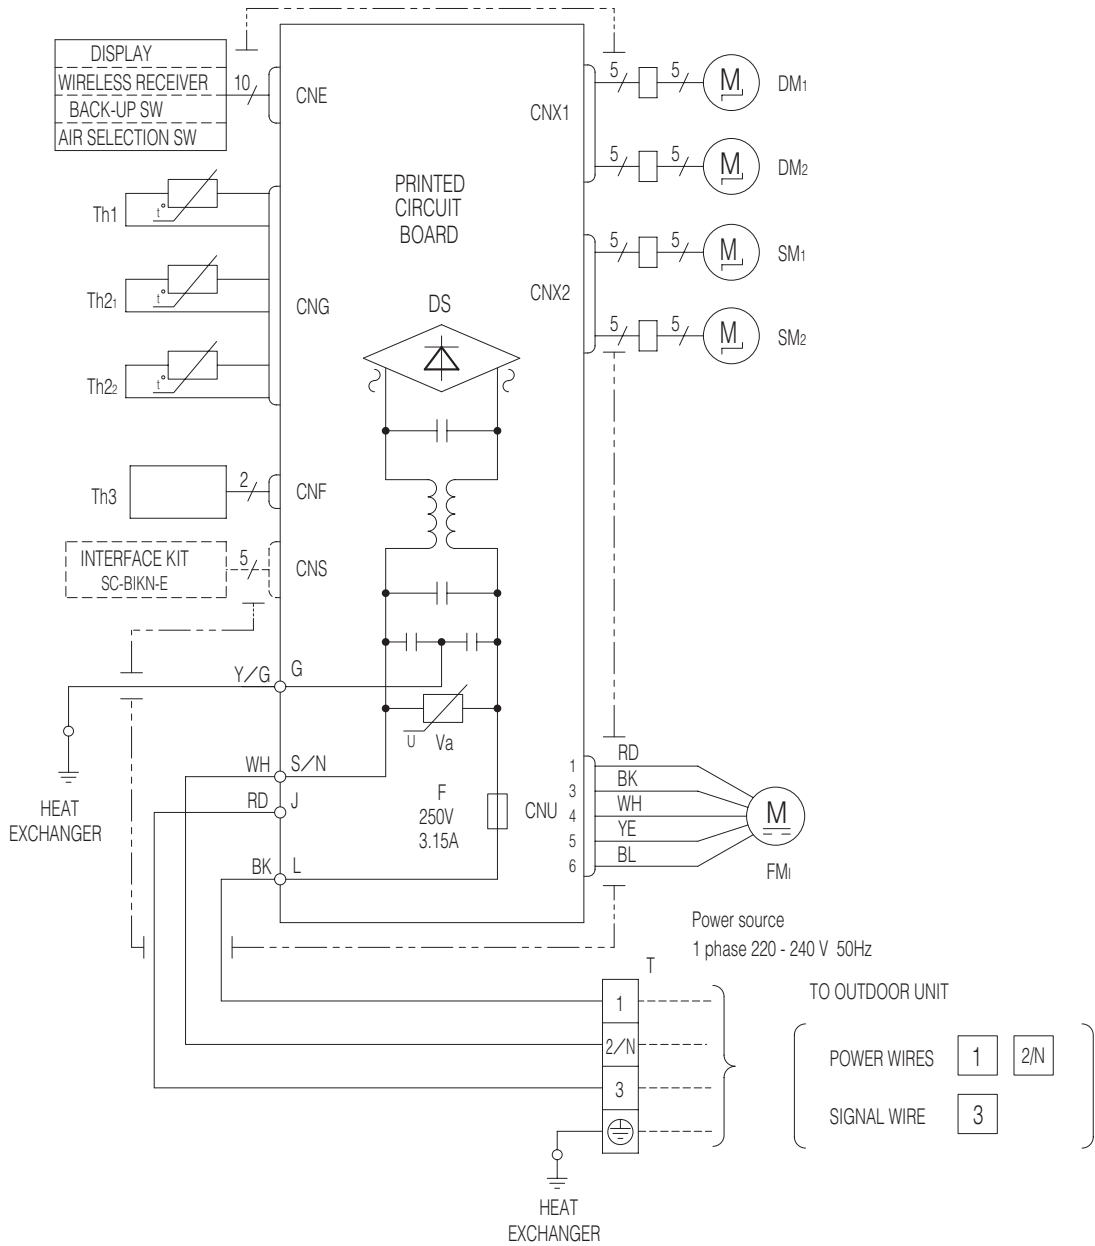 DISPLAY
WIRELESS RECEIVER
BACK-UP SW
AIR SELECTION SW
10
CNE
CNX1
5
5
M
DM1
5
5
M
DM2
PRINTED
CIRCUIT
BOARD
Th1
t°
Th21
t°
CNG
Th22
t°
CNX2
5
5
M
SM1
5
5
M
SM2
DS
Th3
2
CNF
INTERFACE KIT
SC-BIKN-E
5
CNS
Y/G
G
HEAT
EXCHANGER
U
Va
WH
S/N
RD
J
F
250V
3.15A
BK
L
CNU
1
3
4
5
6
RD
BK
WH
YE
BL
M
FMI
Power source
1 phase 220 - 240 V 50Hz
T
1
2/N
3
HEAT
EXCHANGER
TO OUTDOOR UNIT
POWER WIRES
1
2/N
SIGNAL WIRE
3